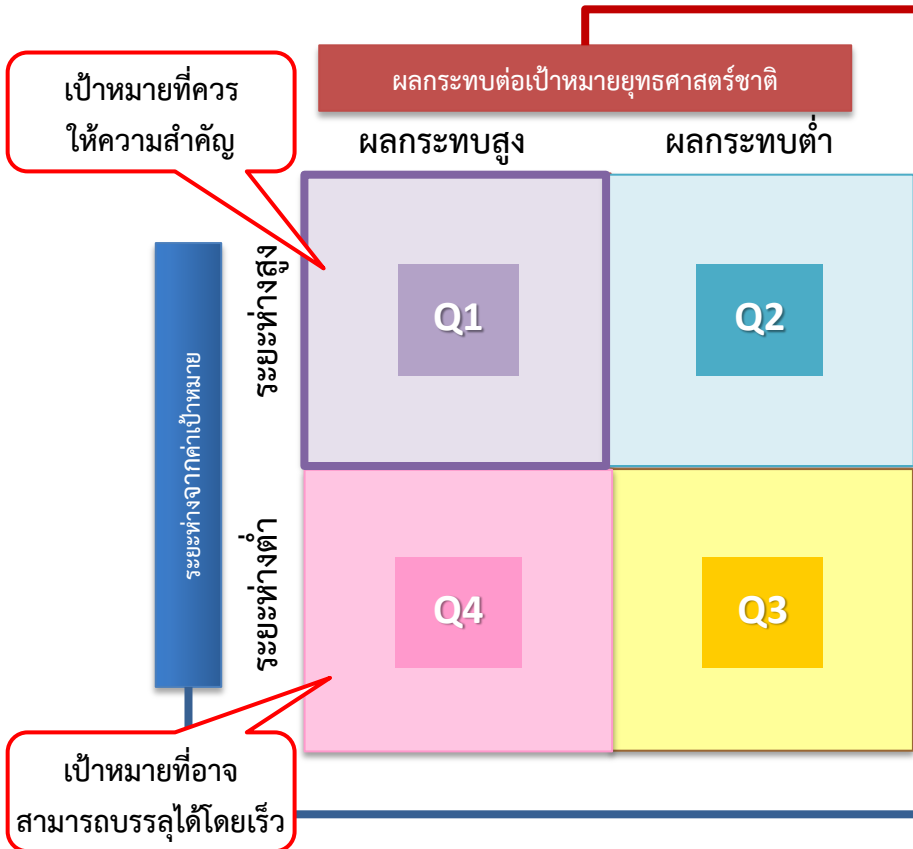 ผลกระทบต่อเป้าหมายยุทธศาสตร์ชาติ
เป้าหมายที่ควร
ให้ความสำคัญ
ผลกระทบสูง
ผลกระทบต่ำ
ระยะห่างจากค่าเป้าหมาย
ระยะห่างสูง
Q1
Q2
ระยะห่างต่ำ
Q4
Q3
เป้าหมายที่อาจ
สามารถบรรลุได้โดยเร็ว